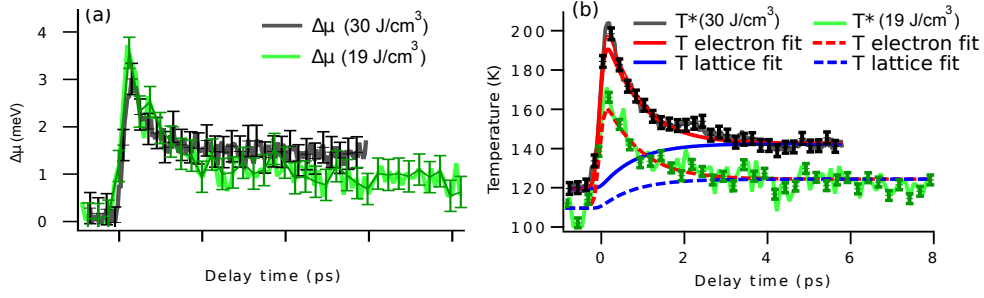 (a)
Δμ (30 J/cm³)
Δμ (19 J/cm³)
Δμ (meV)
4
3
2
1
0
Delay time (ps)
(b)
T* (30 J/cm³)
T* (19 J/cm³)
T electron fit
T electron fit
T lattice fit
T lattice fit
Temperature (K)
200
180
160
140
120
100
0
2
4
6
8
Delay time (ps)